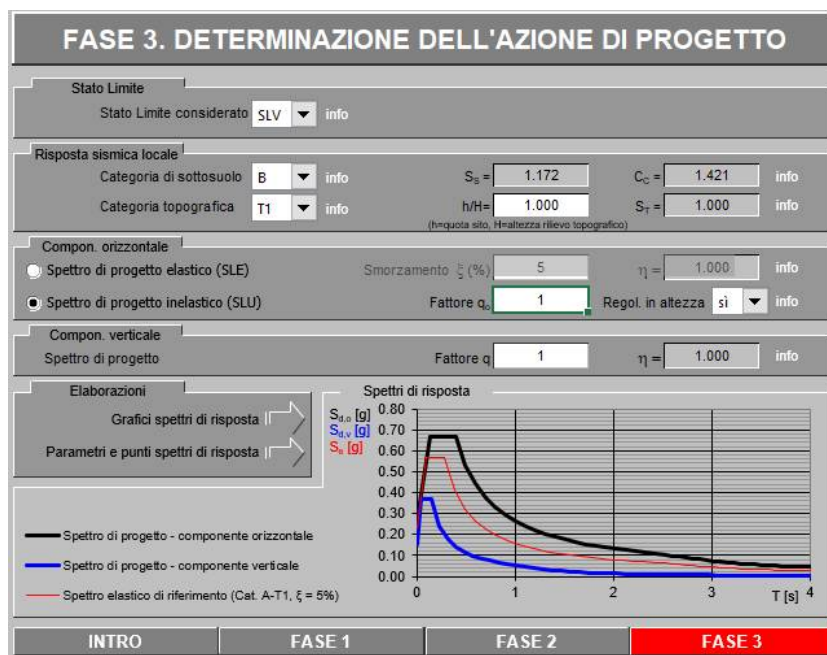 FASE 3. DETERMINAZIONE DELL'AZIONE DI PROGETTO
Stato Limite
Stato Limite considerato SLV info
Risposta sismica locale
Categoria di sottosuolo B info S_S = 1.172 C_C = 1.421 info
Categoria topografica T1 info h/H= 1.000 S_T = 1.000 info
(h=quota sito, H=altezza rilievo topografico)
Compon. orizzontale
Spettro di progetto elastico (SLE) Smorzamento ξ (%) 5 η = 1.000 info
Spettro di progetto inelastico (SLU) Fattore q_o 1 Regol. in altezza sì info
Compon. verticale
Spettro di progetto Fattore q 1 η = 1.000 info
Elaborazioni
Grafici spettri di risposta
Parametri e punti spettri di risposta
Spettri di risposta
S_d,o [g]
S_d,v [g]
S_e [g]
0.80
0.70
0.60
0.50
0.40
0.30
0.20
0.10
0.00
0 1 2 3 4
T [s]
Spettro di progetto - componente orizzontale
Spettro di progetto - componente verticale
Spettro elastico di riferimento (Cat. A-T1, ξ = 5%)
INTRO FASE 1 FASE 2 FASE 3